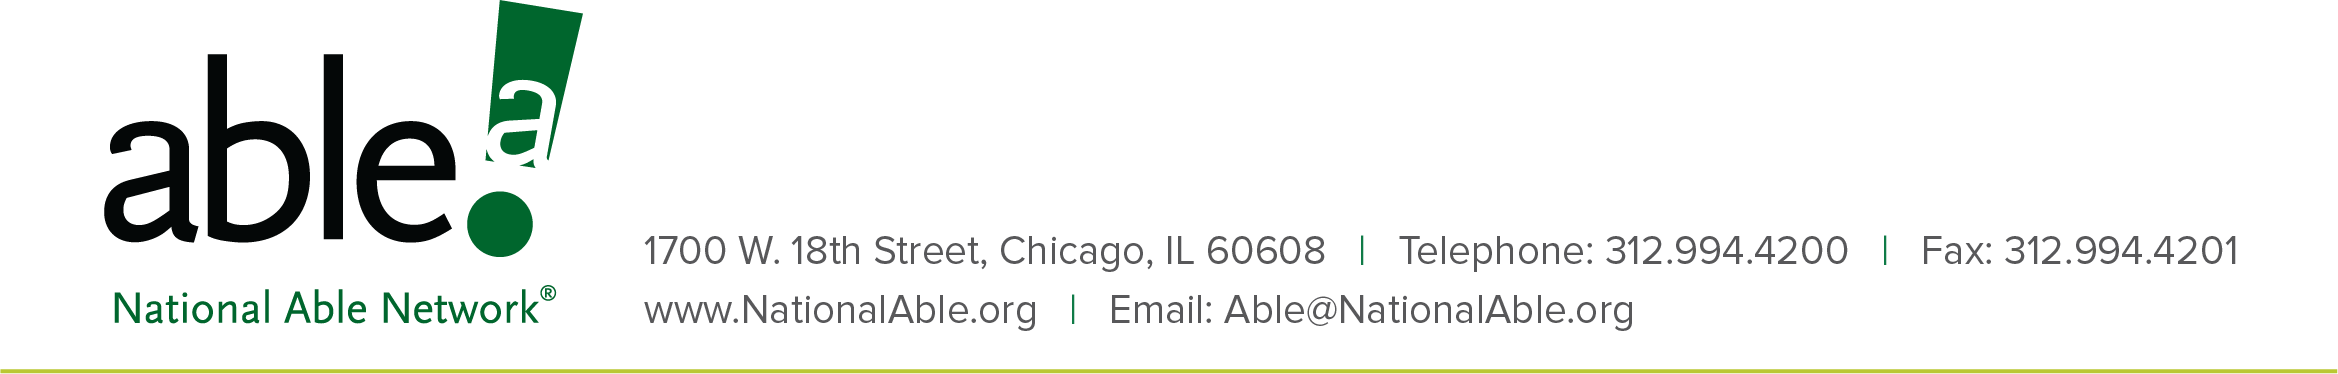 able!
a
National Able Network®
1700 W. 18th Street, Chicago, IL 60608 | Telephone: 312.994.4200 | Fax: 312.994.4201
www.NationalAble.org | Email: Able@NationalAble.org